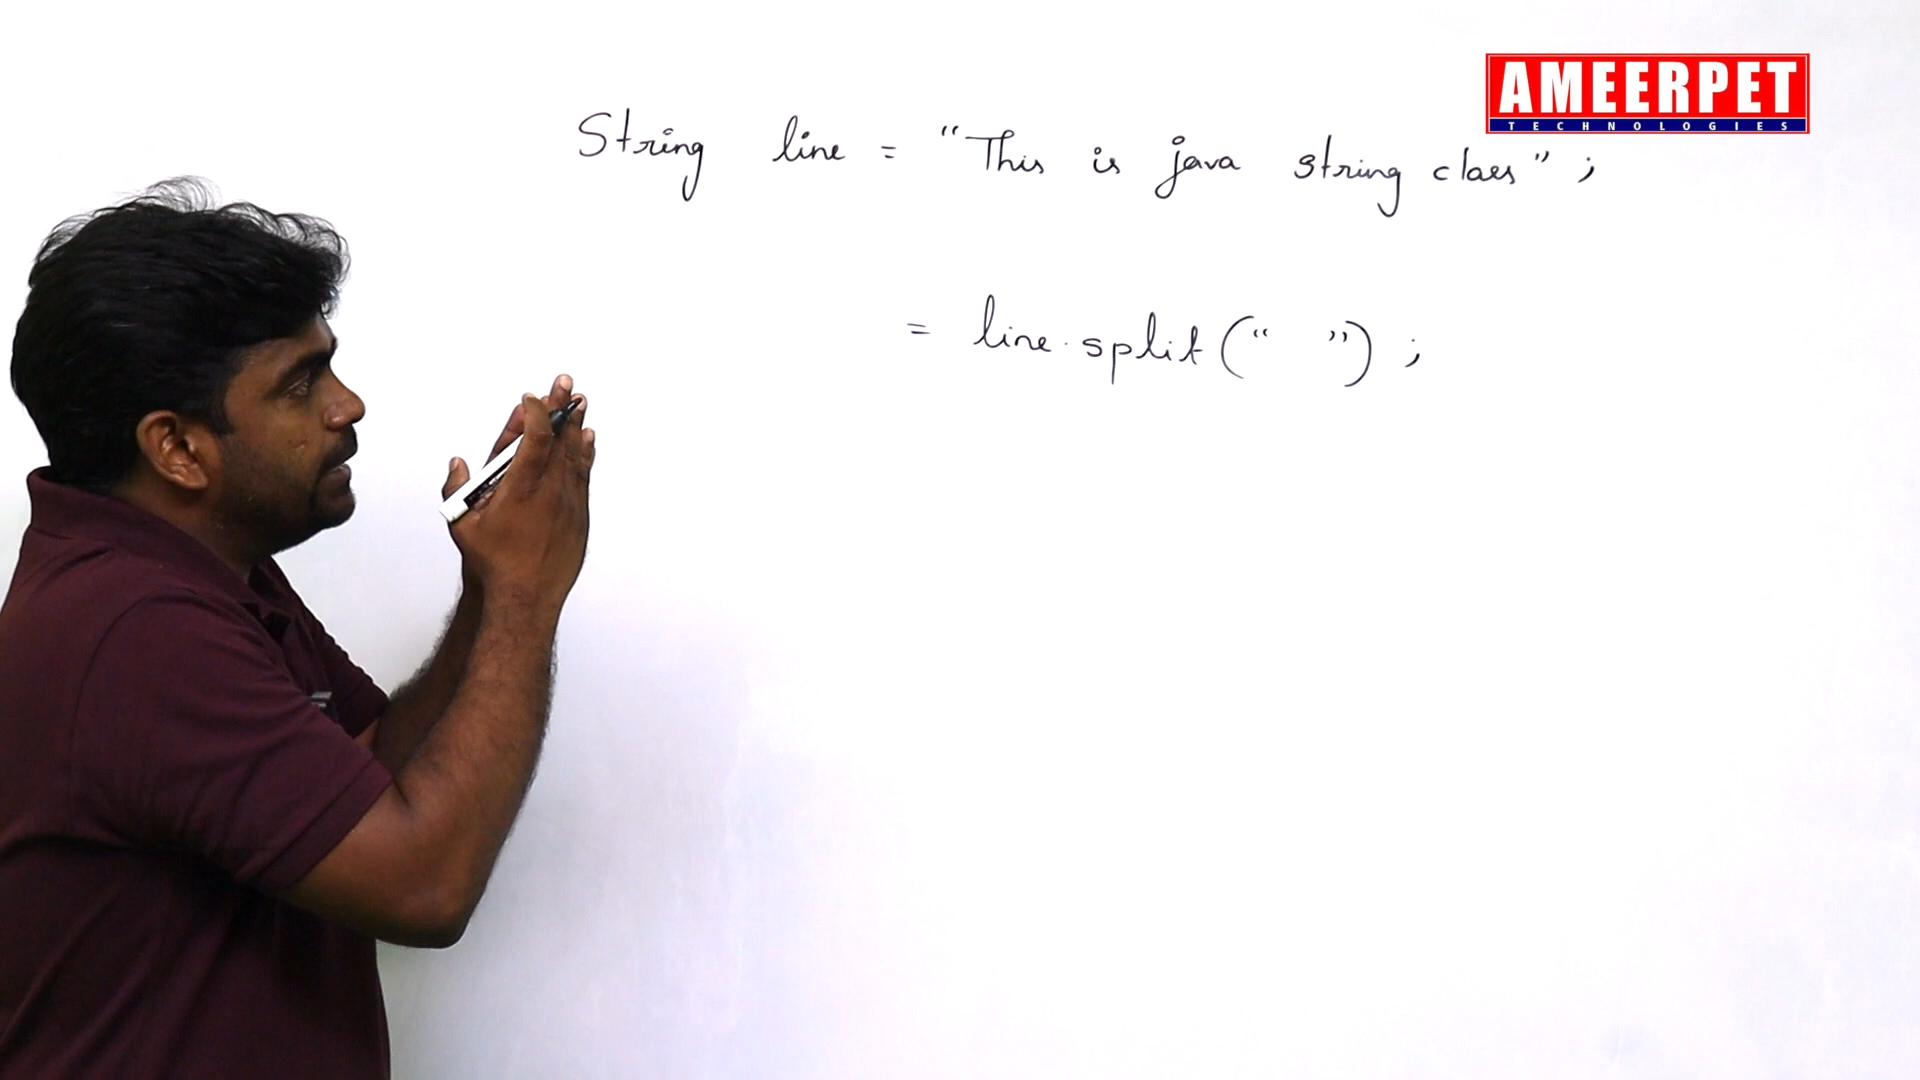 AMEERPET
TECHNOLOGIES
String line = "This is java string class" ;
= line.split(" ") ;